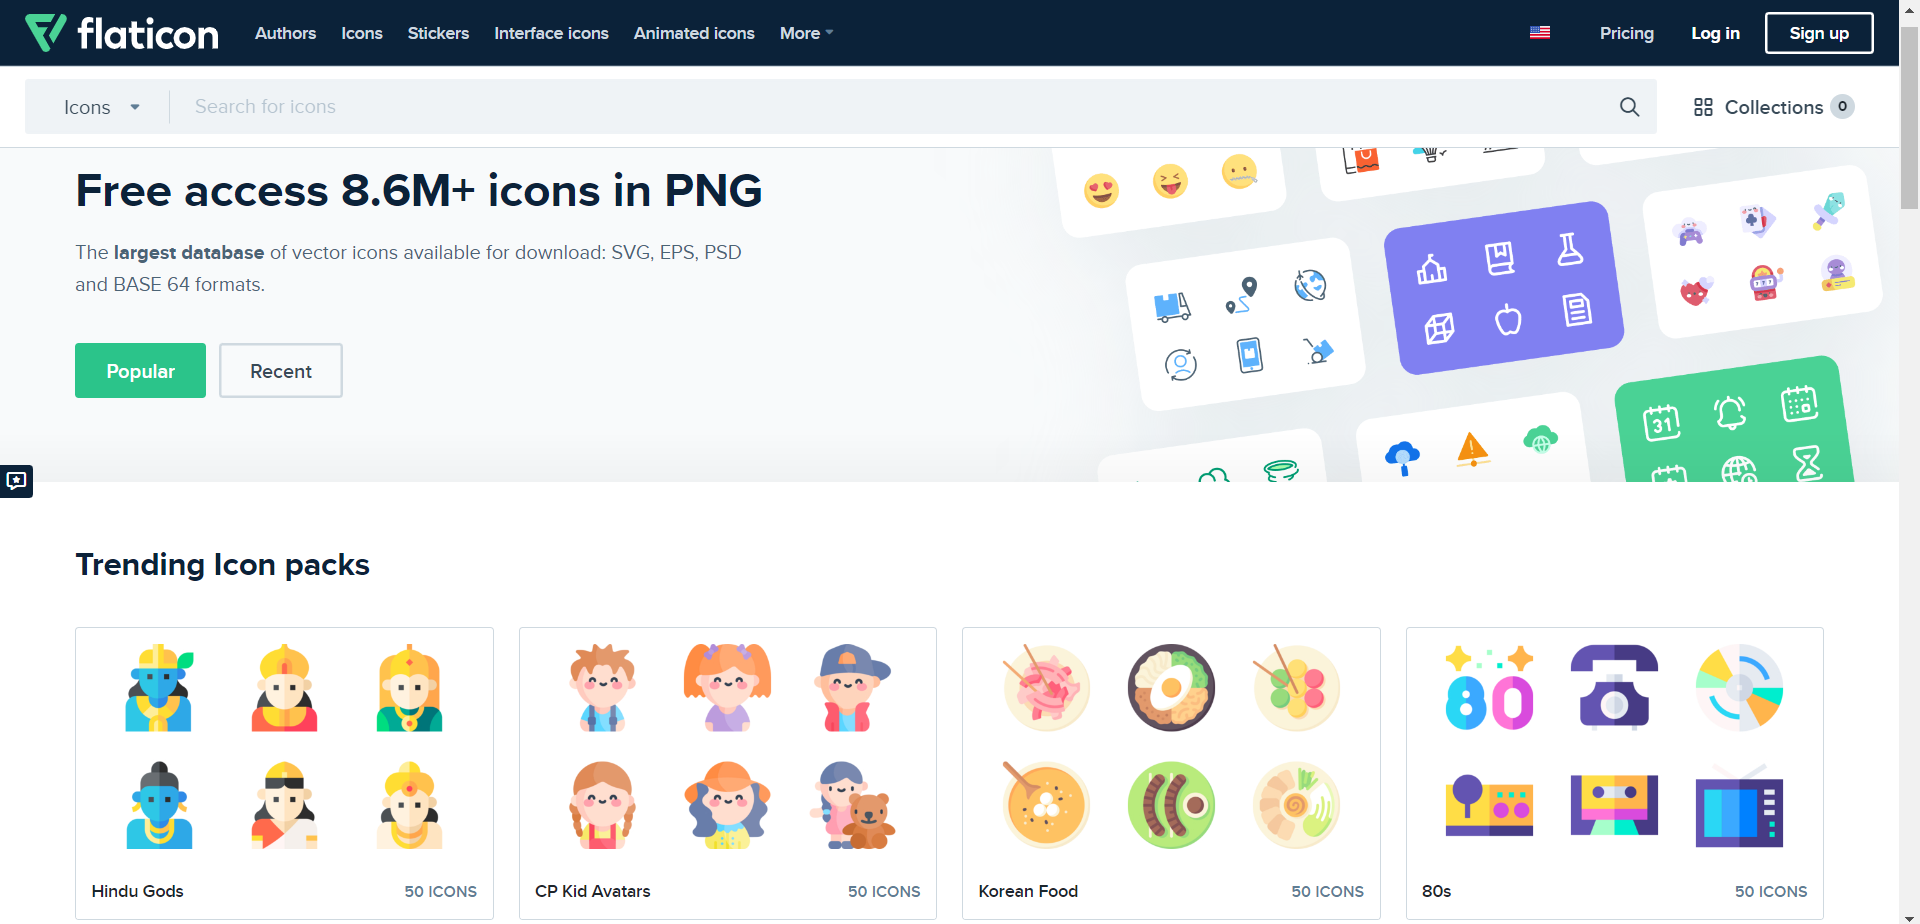 flaticon
Authors Icons Stickers Interface icons Animated icons More
Pricing Log in Sign up
Icons Search for icons
Collections 0
Free access 8.6M+ icons in PNG
The largest database of vector icons available for download: SVG, EPS, PSD
and BASE 64 formats.
Popular Recent
31
Trending Icon packs
80
Hindu Gods 50 ICONS
CP Kid Avatars 50 ICONS
Korean Food 50 ICONS
80s 50 ICONS